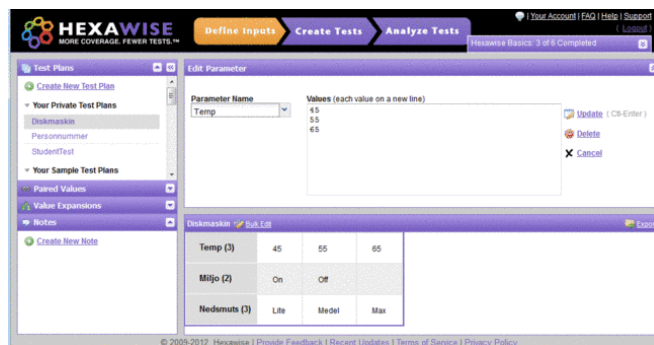 HEXAWISE
MORE COVERAGE. FEWER TESTS.™
Define Inputs
Create Tests
Analyze Tests
Your Account | FAQ | Help | Support
( Logout )
Hexawise Basics: 3 of 6 Completed
Test Plans
Create New Test Plan
Your Private Test Plans
Diskmaskin
Personnummer
StudentTest
Your Sample Test Plans
Paired Values
Value Expansions
Notes
Create New Note
Edit Parameter
Parameter Name
Temp
Values (each value on a new line)
45
55
65
Update ( Ctl-Enter )
Delete
Cancel
Diskmaskin Bulk Edit
Temp (3) 45 55 65
Miljo (2) On Off
Nedsmuts (3) Lite Medel Max
© 2009-2012, Hexawise | Provide Feedback | Recent Updates | Terms of Service | Privacy Policy